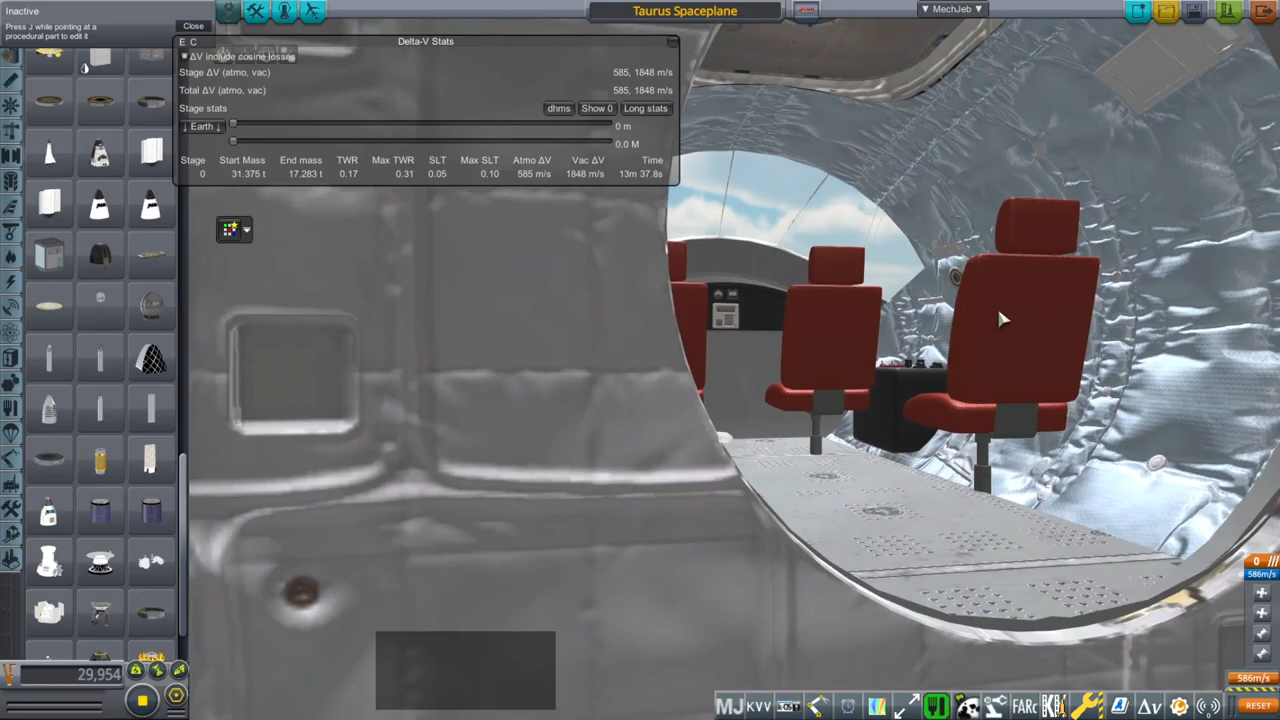 Inactive
Press J while pointing at a
procedural part to edit it
Close
Taurus Spaceplane
▼ MechJeb ▼
E C
Delta-V Stats
ΔV include cosine losses
Stage ΔV (atmo, vac) 585, 1848 m/s
Total ΔV (atmo, vac) 585, 1848 m/s
Stage stats dhms Show 0 Long stats
↓ Earth ↓ 0 m
0.0 M
Stage Start Mass End mass TWR Max TWR SLT Max SLT Atmo ΔV Vac ΔV Time
0 31.375 t 17.283 t 0.17 0.31 0.05 0.10 585 m/s 1848 m/s 13m 37.8s
0
586m/s
29,954
586m/s
MJ KVV FARc Δv RESET